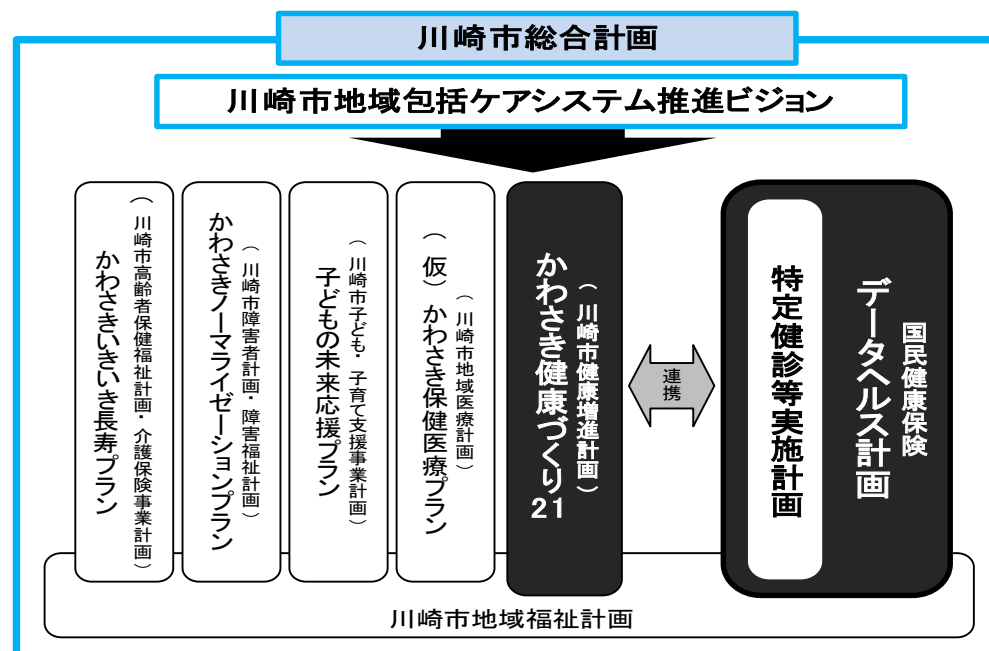 川崎市総合計画
川崎市地域包括ケアシステム推進ビジョン
（川崎市高齢者保健福祉計画・介護保険事業計画）
かわさきいきいき長寿プラン
（川崎市障害者計画・障害福祉計画）
かわさきノーマライゼーションプラン
（川崎市子ども・子育て支援事業計画）
子どもの未来応援プラン
（川崎市地域医療計画）
（仮）かわさき保健医療プラン
（川崎市健康増進計画）
かわさき健康づくり21
連携
国民健康保険
データヘルス計画
特定健診等実施計画
川崎市地域福祉計画